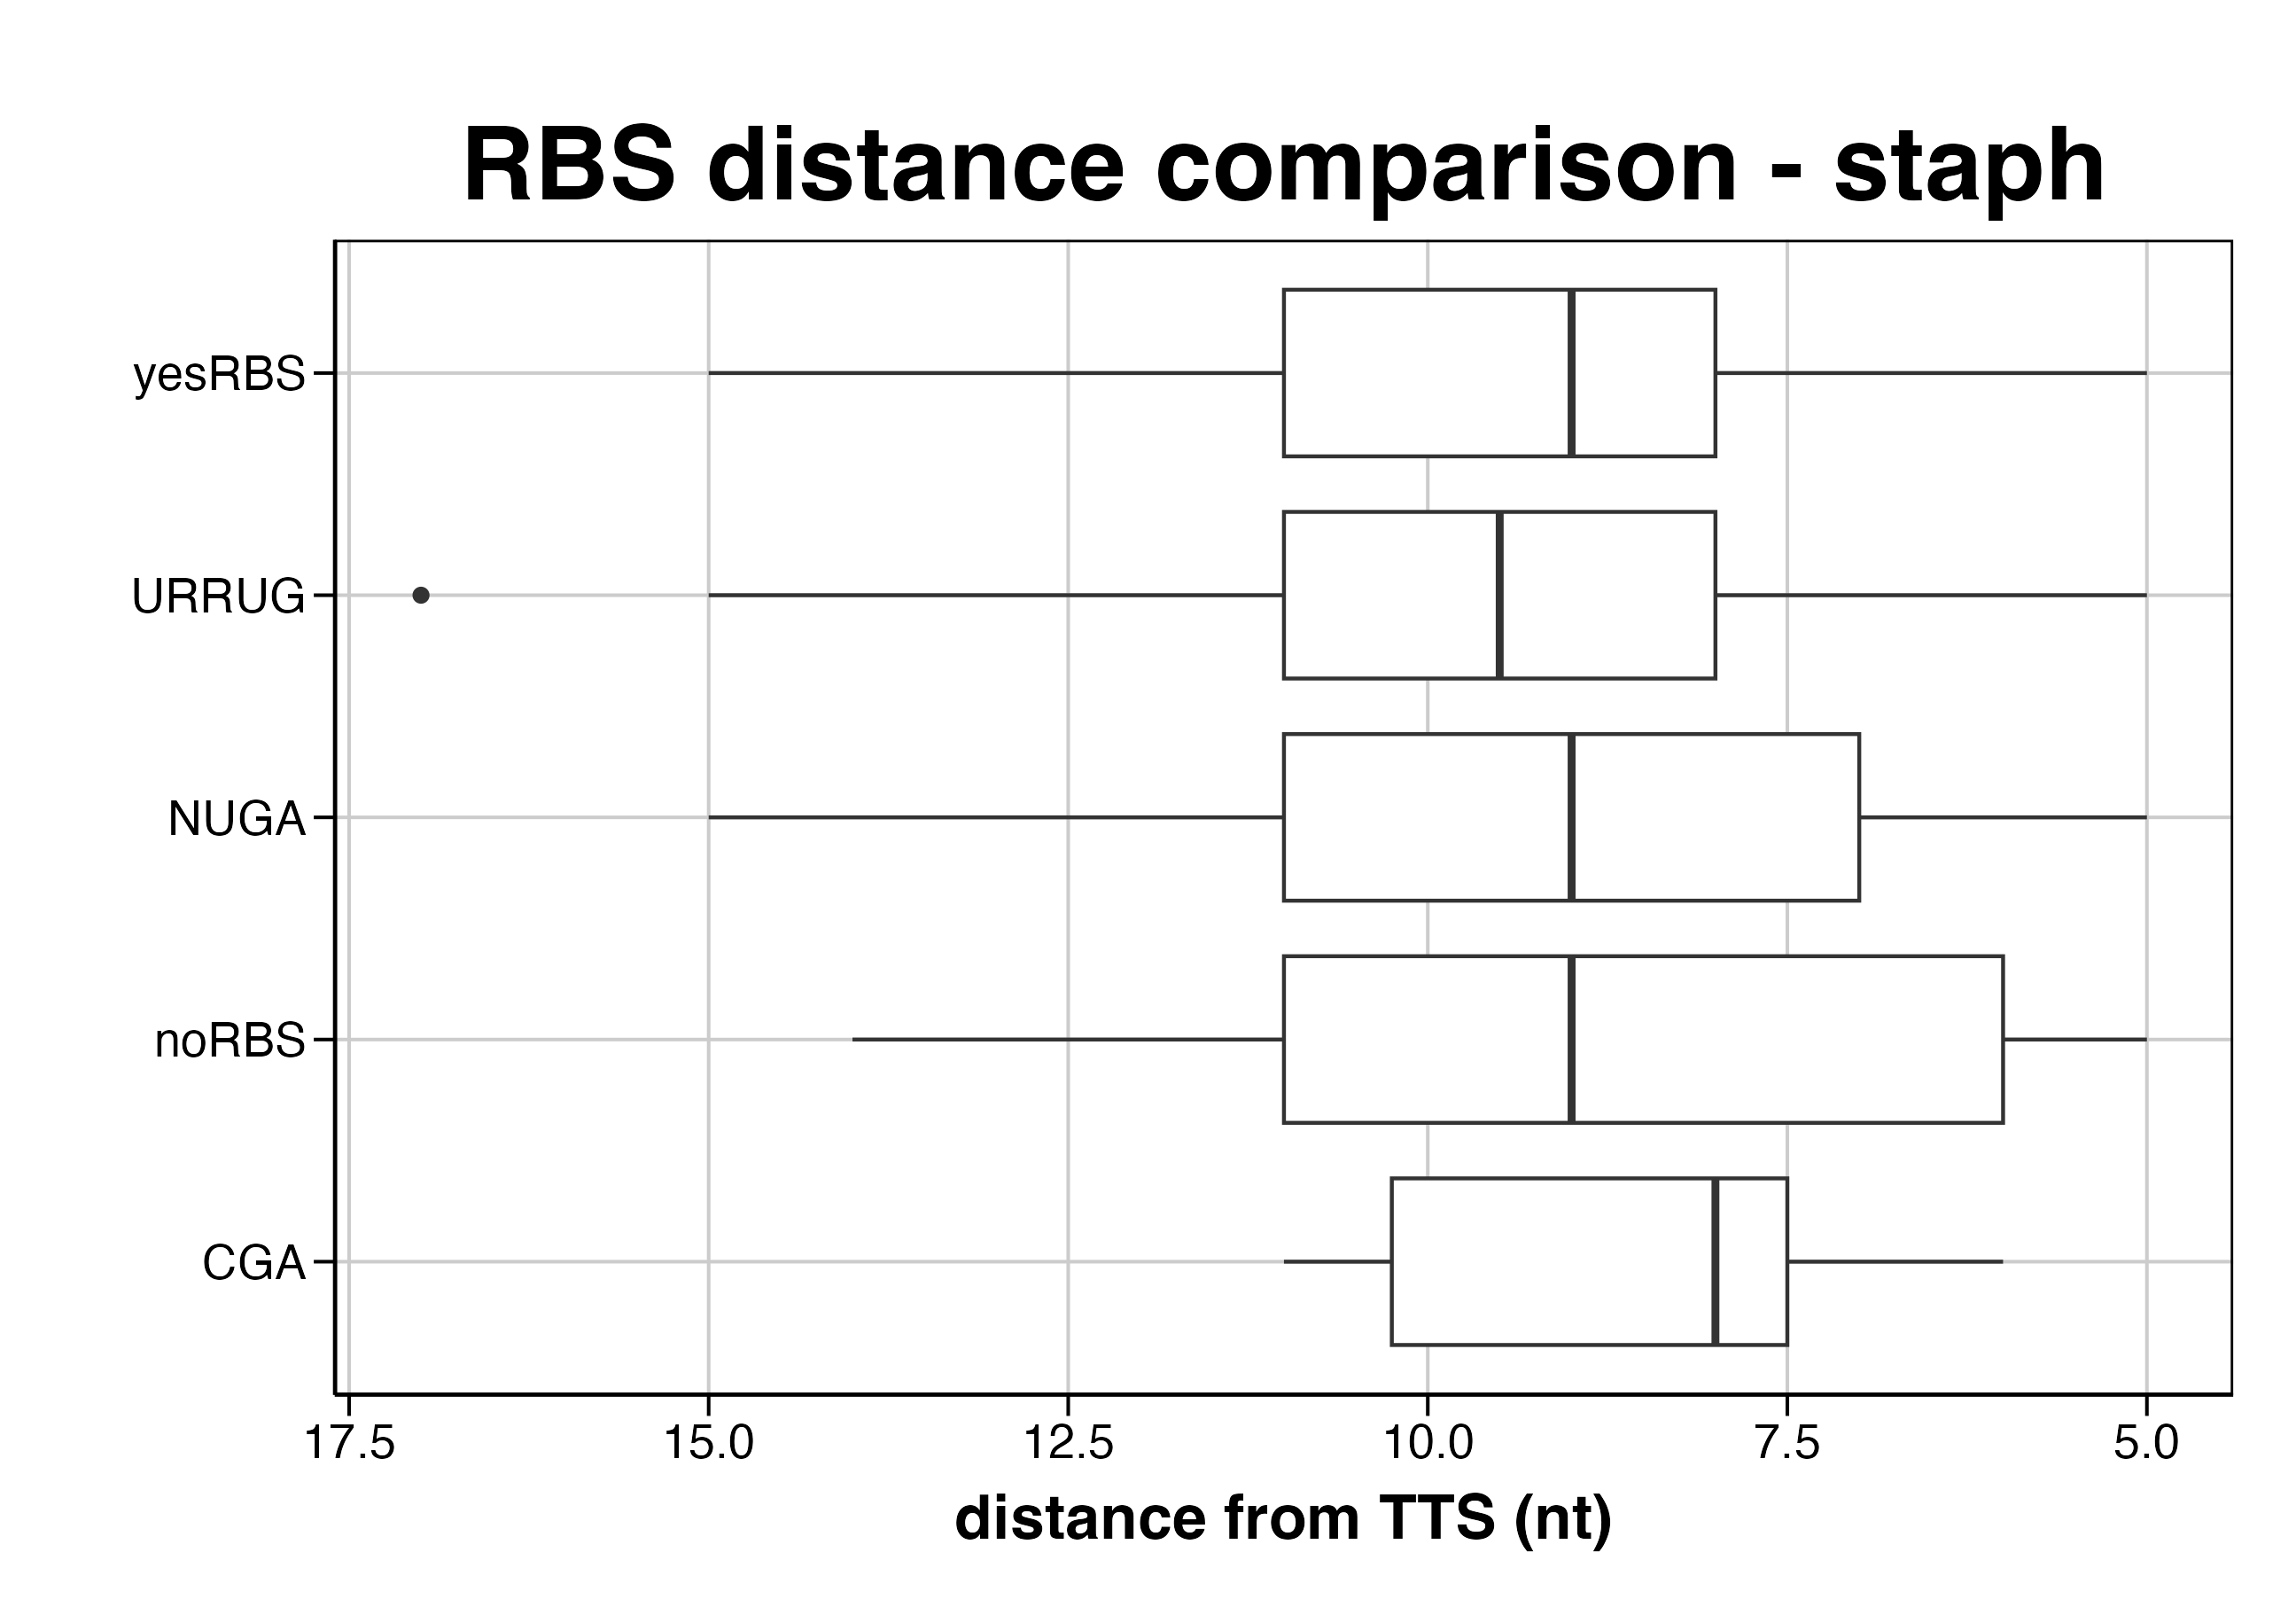 RBS distance comparison - staph
yesRBS
URRUG
NUGA
noRBS
CGA
17.5 15.0 12.5 10.0 7.5 5.0
distance from TTS (nt)